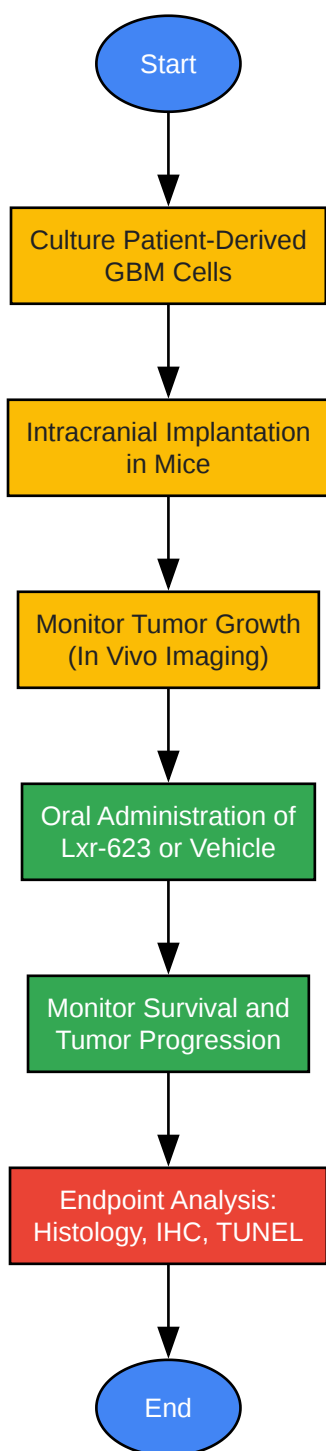 Start
Culture Patient-Derived
GBM Cells
Intracranial Implantation
in Mice
Monitor Tumor Growth
(In Vivo Imaging)
Oral Administration of
Lxr-623 or Vehicle
Monitor Survival and
Tumor Progression
Endpoint Analysis:
Histology, IHC, TUNEL
End